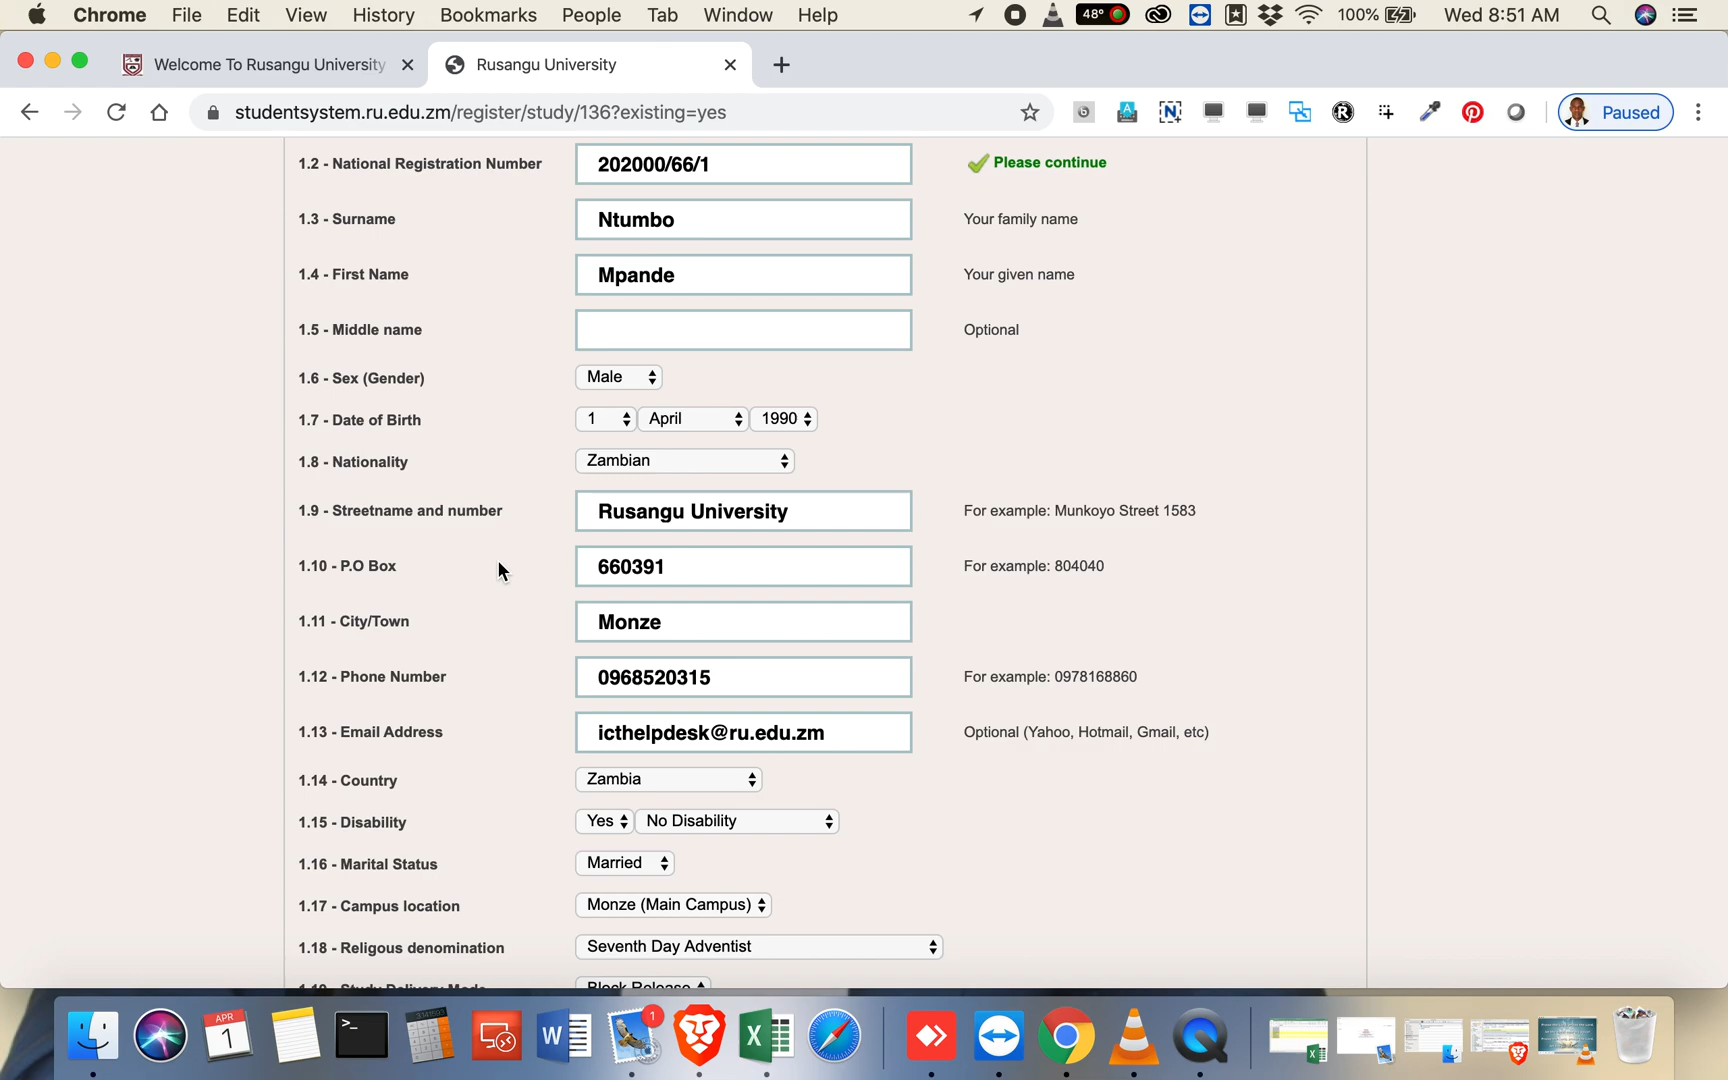 Chrome File Edit View History Bookmarks People Tab Window Help 48° 100% Wed 8:51 AM
Welcome To Rusangu University Rusangu University
studentsystem.ru.edu.zm/register/study/136?existing=yes Paused
1.2 - National Registration Number 202000/66/1 Please continue
1.3 - Surname Ntumbo Your family name
1.4 - First Name Mpande Your given name
1.5 - Middle name Optional
1.6 - Sex (Gender) Male
1.7 - Date of Birth 1 April 1990
1.8 - Nationality Zambian
1.9 - Streetname and number Rusangu University For example: Munkoyo Street 1583
1.10 - P.O Box 660391 For example: 804040
1.11 - City/Town Monze
1.12 - Phone Number 0968520315 For example: 0978168860
1.13 - Email Address icthelpdesk@ru.edu.zm Optional (Yahoo, Hotmail, Gmail, etc)
1.14 - Country Zambia
1.15 - Disability Yes No Disability
1.16 - Marital Status Married
1.17 - Campus location Monze (Main Campus)
1.18 - Religous denomination Seventh Day Adventist
1.19 - Study Delivery Mode Block Release
APR
1
1